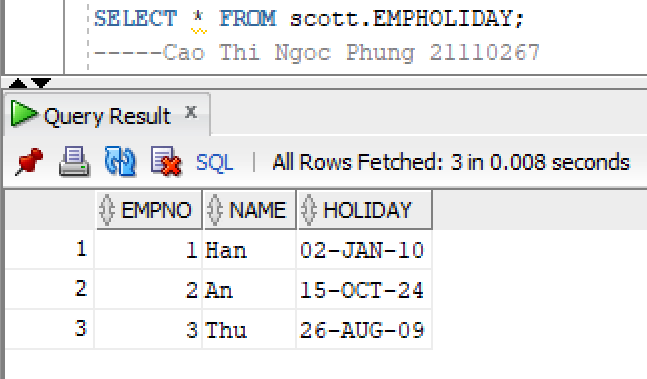 SELECT * FROM scott.EMPHOLIDAY;
-----Cao Thi Ngoc Phung 21110267
Query Result x
SQL | All Rows Fetched: 3 in 0.008 seconds
EMPNO NAME HOLIDAY
1 1 Han 02-JAN-10
2 2 An 15-OCT-24
3 3 Thu 26-AUG-09